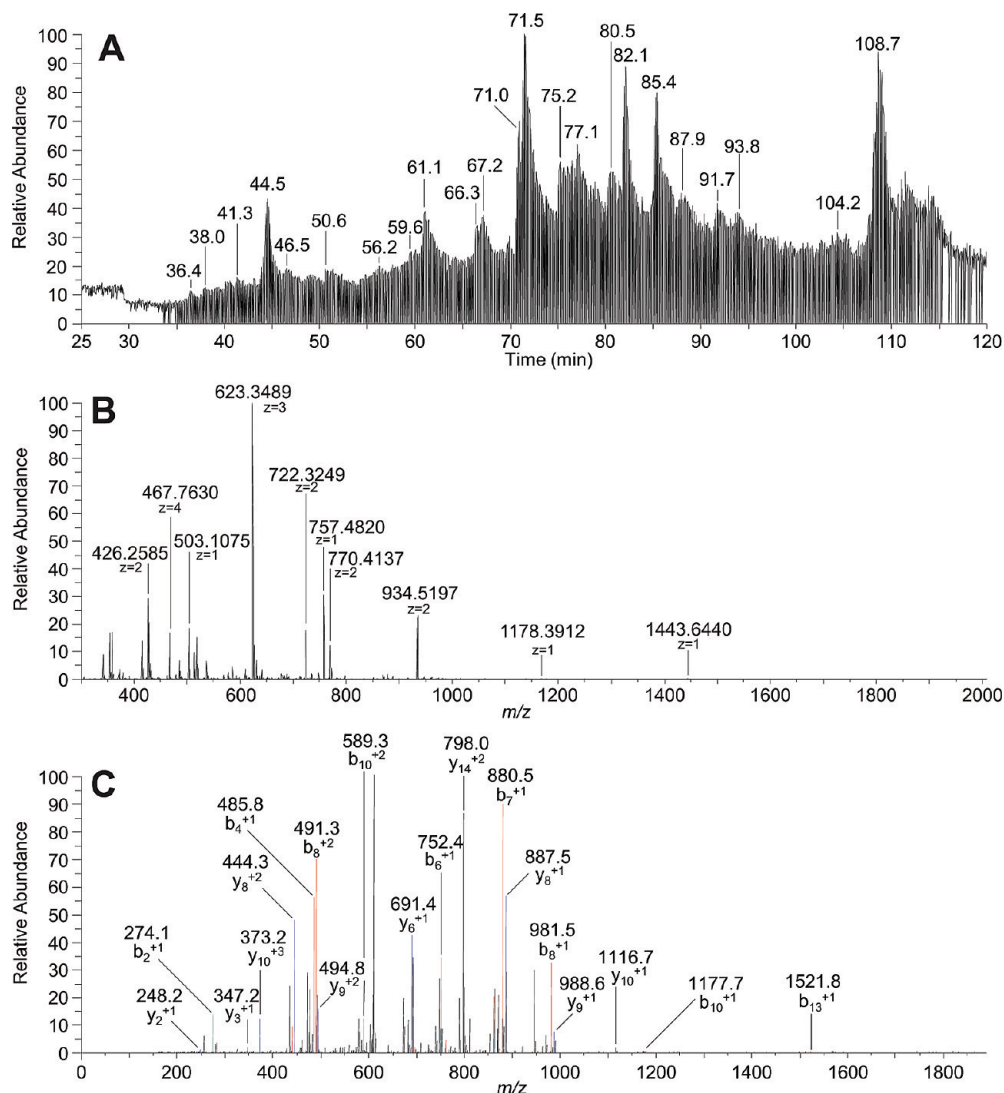 A
Relative Abundance
100
90
80
70
60
50
40
30
20
10
0
36.4
38.0
41.3
44.5
46.5
50.6
56.2
59.6
61.1
66.3
67.2
71.0
71.5
75.2
77.1
80.5
82.1
85.4
87.9
91.7
93.8
104.2
108.7
25 30 40 50 60 70 80 90 100 110 120
Time (min)
B
Relative Abundance
100
90
80
70
60
50
40
30
20
10
0
426.2585
z=2
467.7630
z=4
503.1075
z=1
623.3489
z=3
722.3249
z=2
757.4820
z=1
770.4137
z=2
934.5197
z=2
1178.3912
z=1
1443.6440
z=1
400 600 800 1000 1200 1400 1600 1800 2000
m/z
C
Relative Abundance
100
90
80
70
60
50
40
30
20
10
0
248.2
y2+1
274.1
b2+1
347.2
y3+1
373.2
y10+3
444.3
y8+2
485.8
b4+1
491.3
b8+2
494.8
y9+2
589.3
b10+2
691.4
y6+1
752.4
b6+1
798.0
y14+2
880.5
b7+1
887.5
y8+1
981.5
b8+1
988.6
y9+1
1116.7
y10+1
1177.7
b10+1
1521.8
b13+1
0 200 400 600 800 1000 1200 1400 1600 1800
m/z